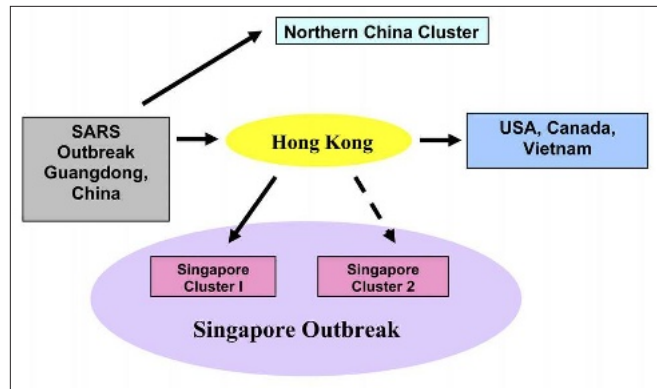 Northern China Cluster
SARS
Outbreak
Guangdong,
China
Hong Kong
USA, Canada,
Vietnam
Singapore
Cluster I
Singapore
Cluster 2
Singapore Outbreak